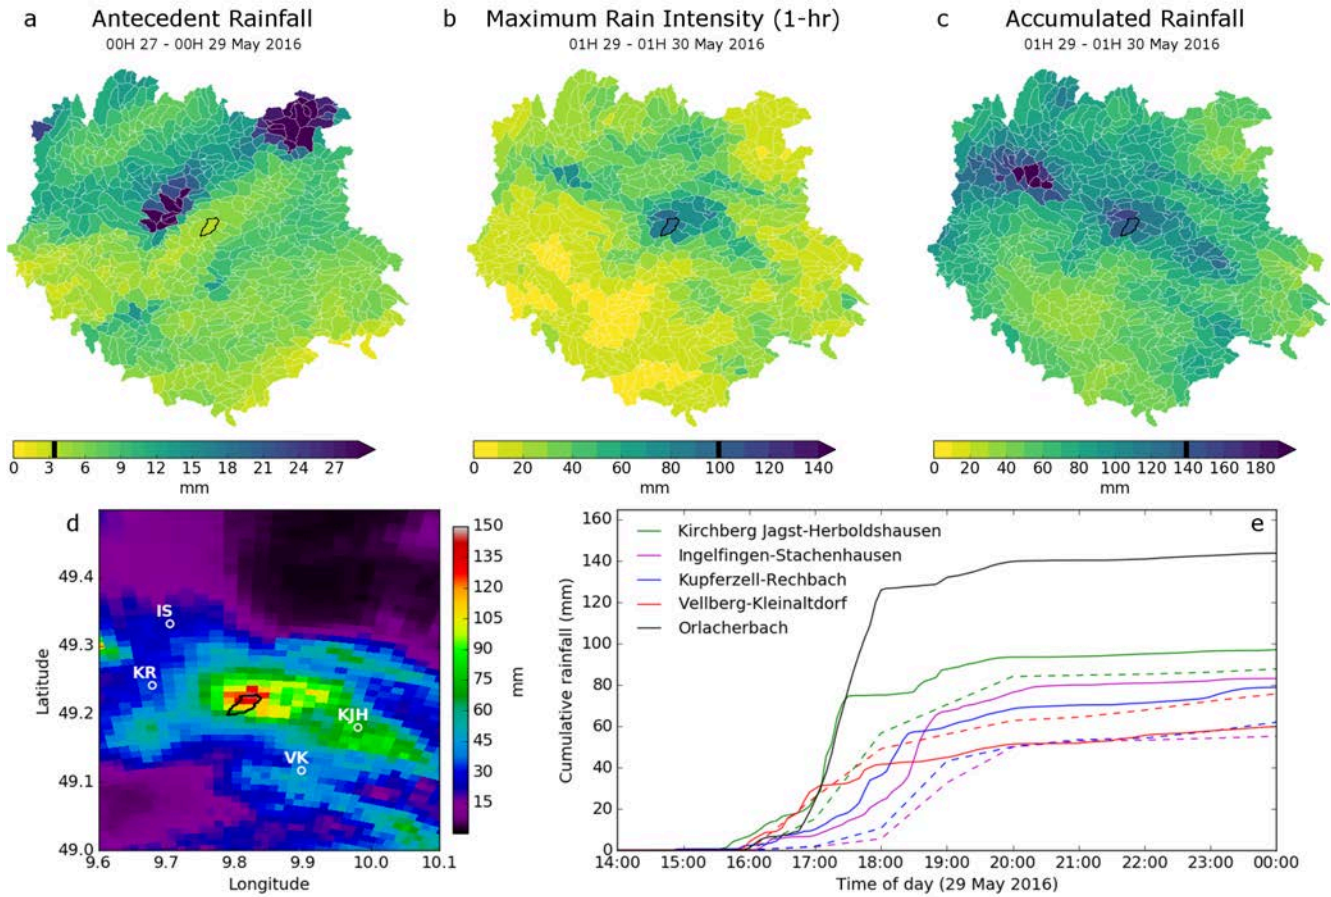 a Antecedent Rainfall
00H 27 - 00H 29 May 2016
0 3 6 9 12 15 18 21 24 27
mm
b Maximum Rain Intensity (1-hr)
01H 29 - 01H 30 May 2016
0 20 40 60 80 100 120 140
mm
c Accumulated Rainfall
01H 29 - 01H 30 May 2016
0 20 40 60 80 100 120 140 160 180
mm
d
49.4
49.3
49.2
49.1
49.0
Latitude
9.6 9.7 9.8 9.9 10.0 10.1
Longitude
IS
KR
KJH
VK
150
135
120
105
90
75
60
45
30
15
mm
e
160
140
120
100
80
60
40
20
0
Cumulative rainfall (mm)
Kirchberg Jagst-Herboldshausen
Ingelfingen-Stachenhausen
Kupferzell-Rechbach
Vellberg-Kleinaltdorf
Orlacherbach
14:00 15:00 16:00 17:00 18:00 19:00 20:00 21:00 22:00 23:00 00:00
Time of day (29 May 2016)